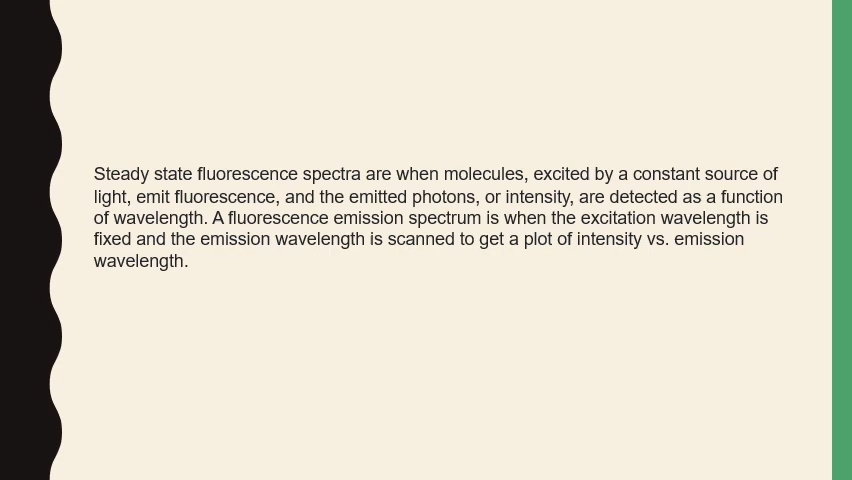 Steady state fluorescence spectra are when molecules, excited by a constant source of
light, emit fluorescence, and the emitted photons, or intensity, are detected as a function
of wavelength. A fluorescence emission spectrum is when the excitation wavelength is
fixed and the emission wavelength is scanned to get a plot of intensity vs. emission
wavelength.